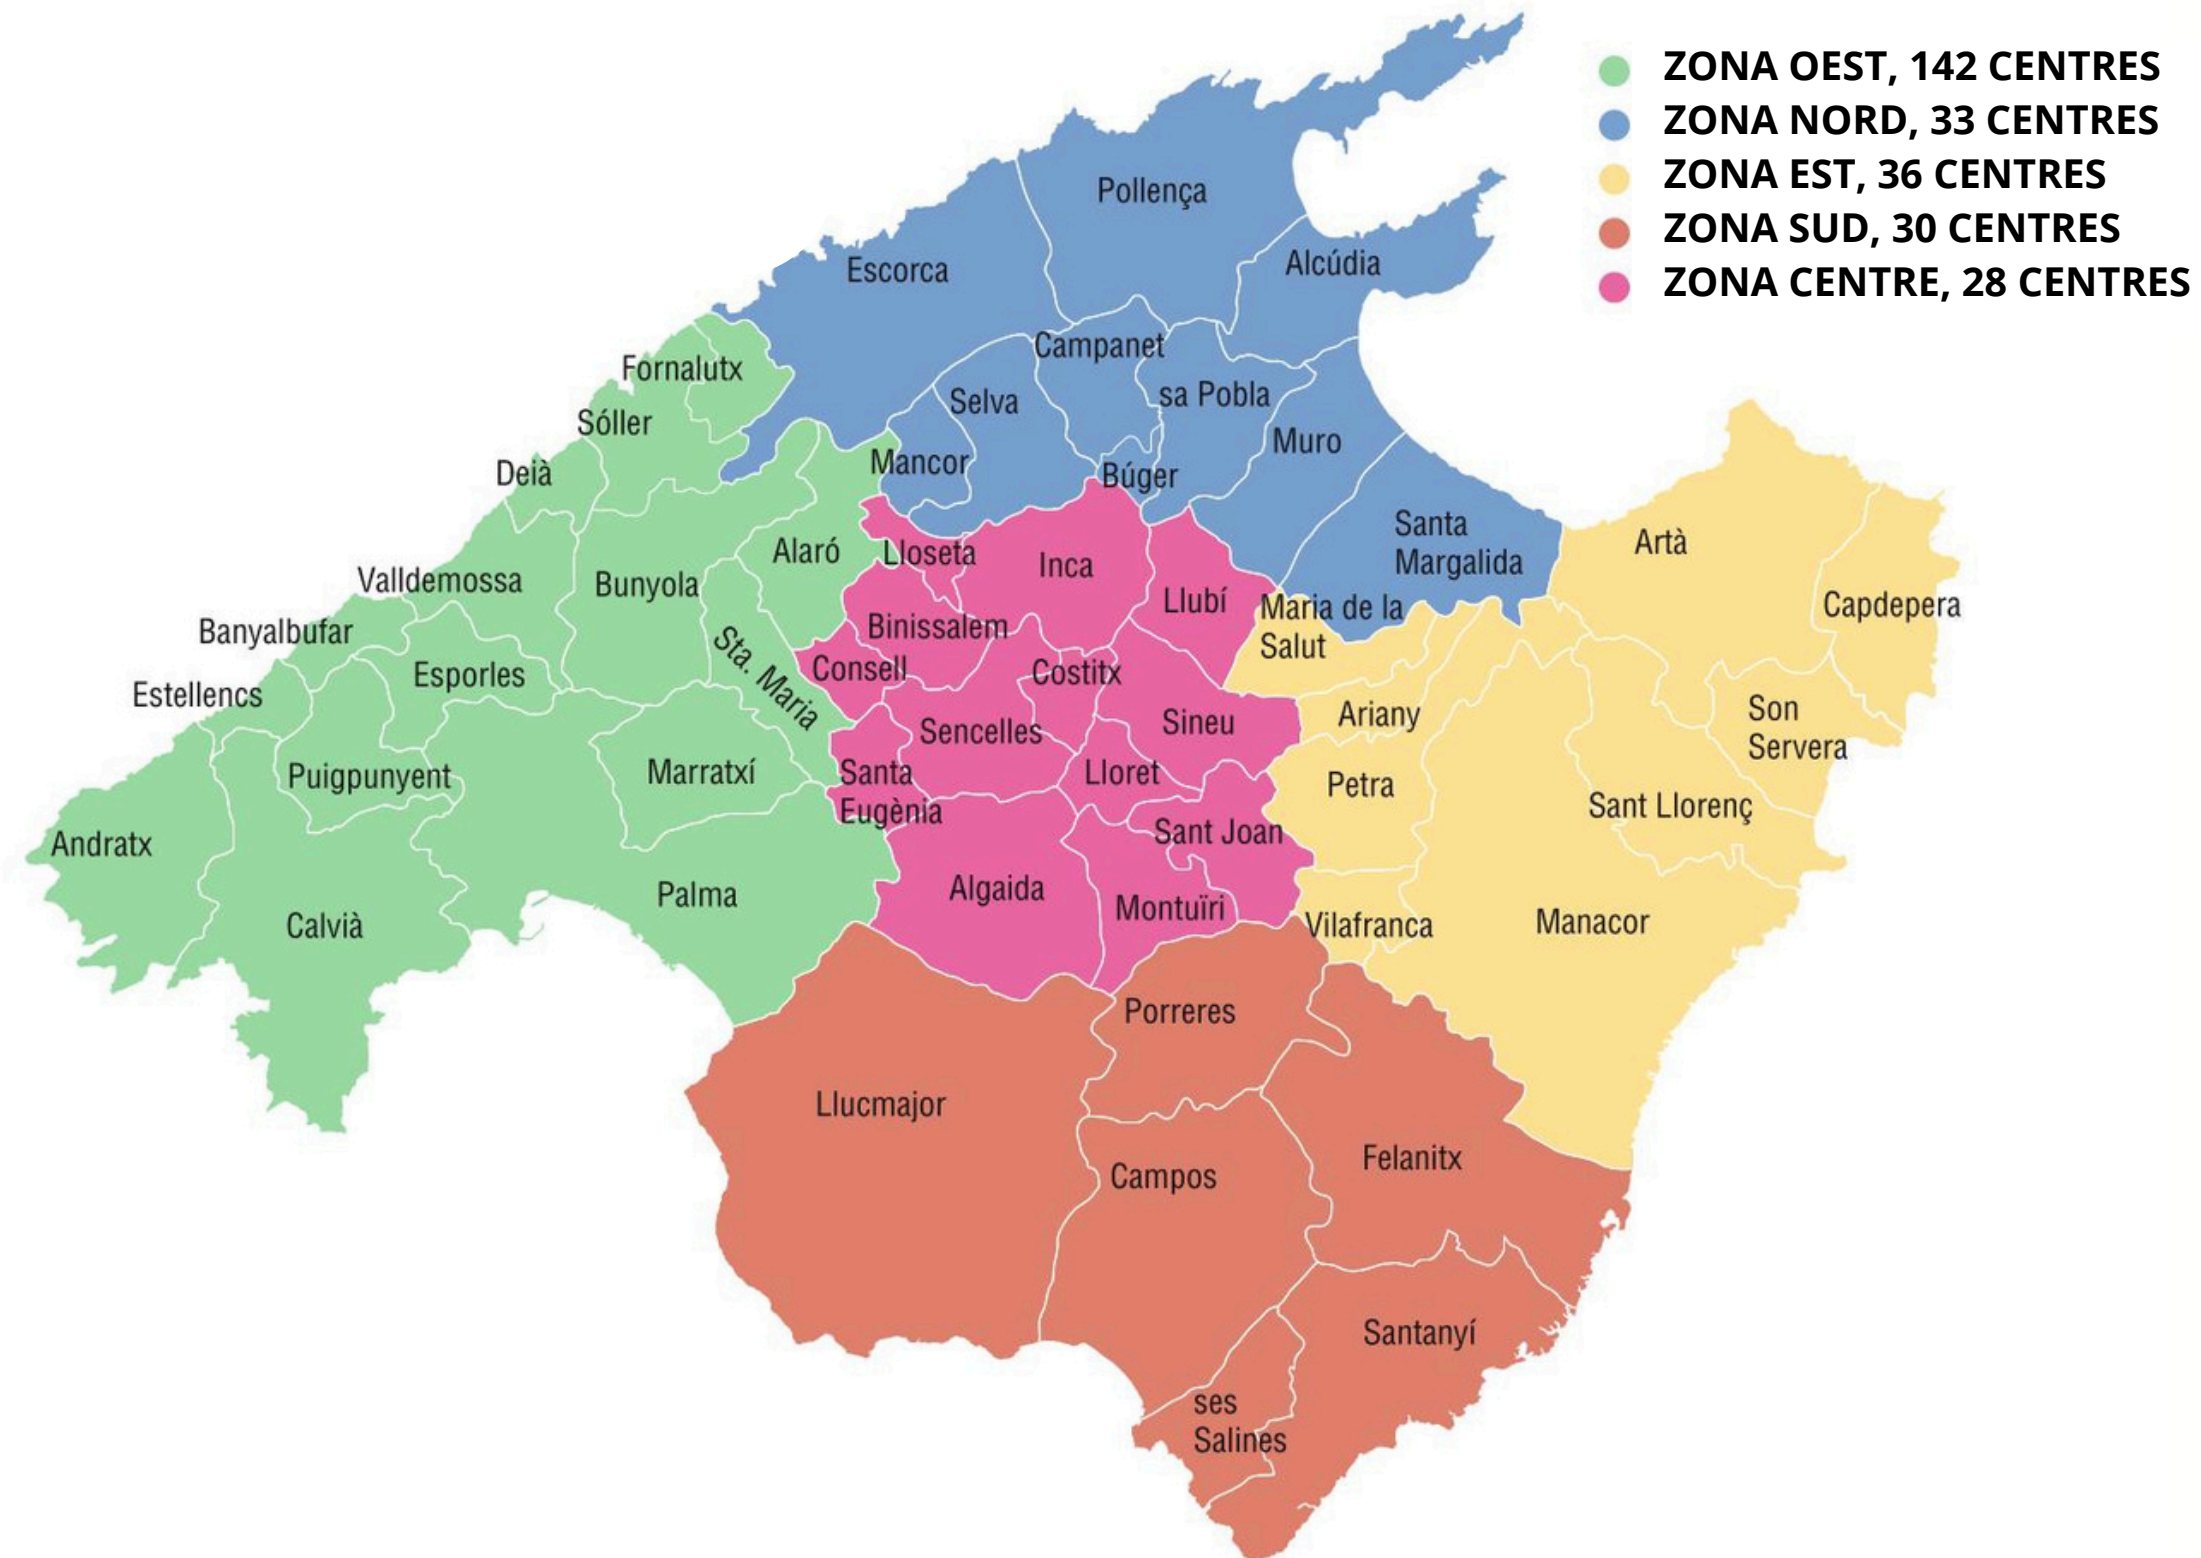 ZONA OEST, 142 CENTRES
ZONA NORD, 33 CENTRES
ZONA EST, 36 CENTRES
ZONA SUD, 30 CENTRES
ZONA CENTRE, 28 CENTRES
Pollença
Alcúdia
Escorca
Campanet
Fornalutx
Selva
sa Pobla
Sóller
Muro
Mancor
Deià
Búger
Santa
Margalida
Artà
Alaró
Lloseta
Inca
Valldemossa
Bunyola
Llubí
Maria de la
Salut
Capdepera
Banyalbufar
Binissalem
Sta. Maria
Consell
Costitx
Esporles
Estellencs
Sencelles
Sineu
Ariany
Son
Servera
Puigpunyent
Marratxí
Santa
Eugènia
Lloret
Petra
Sant Llorenç
Andratx
Sant Joan
Palma
Algaida
Montuïri
Calvià
Vilafranca
Manacor
Porreres
Llucmajor
Felanitx
Campos
Santanyí
ses
Salines